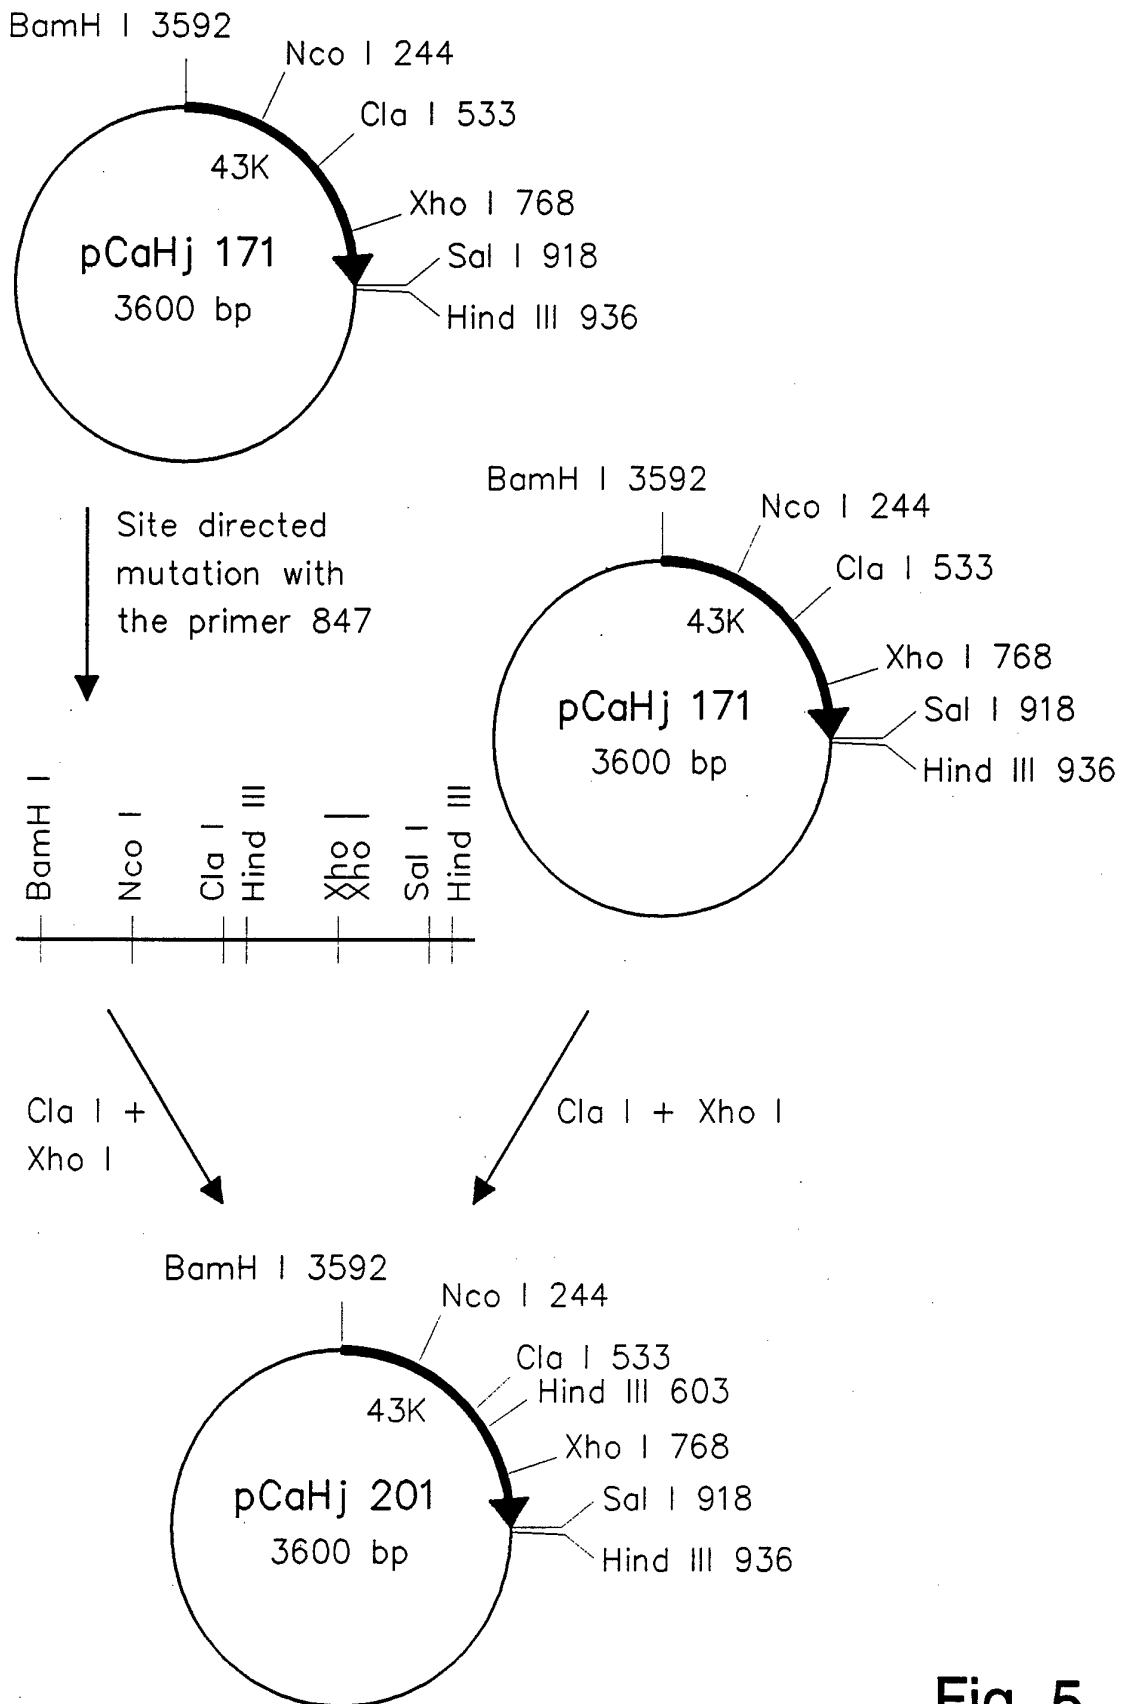 BamH I 3592
Nco I 244
Cla I 533
43K
Xho I 768
pCaHj 171
Sal I 918
3600 bp
Hind III 936
Site directed
mutation with
the primer 847
BamH I 3592
Nco I 244
Cla I 533
43K
Xho I 768
pCaHj 171
Sal I 918
3600 bp
Hind III 936
BamH I
Nco I
Cla I
Hind III
Xho I
Xho I
Sal I
Hind III
Cla I +
Xho I
Cla I + Xho I
BamH I 3592
Nco I 244
Cla I 533
Hind III 603
43K
Xho I 768
pCaHj 201
Sal I 918
3600 bp
Hind III 936
Fig. 5